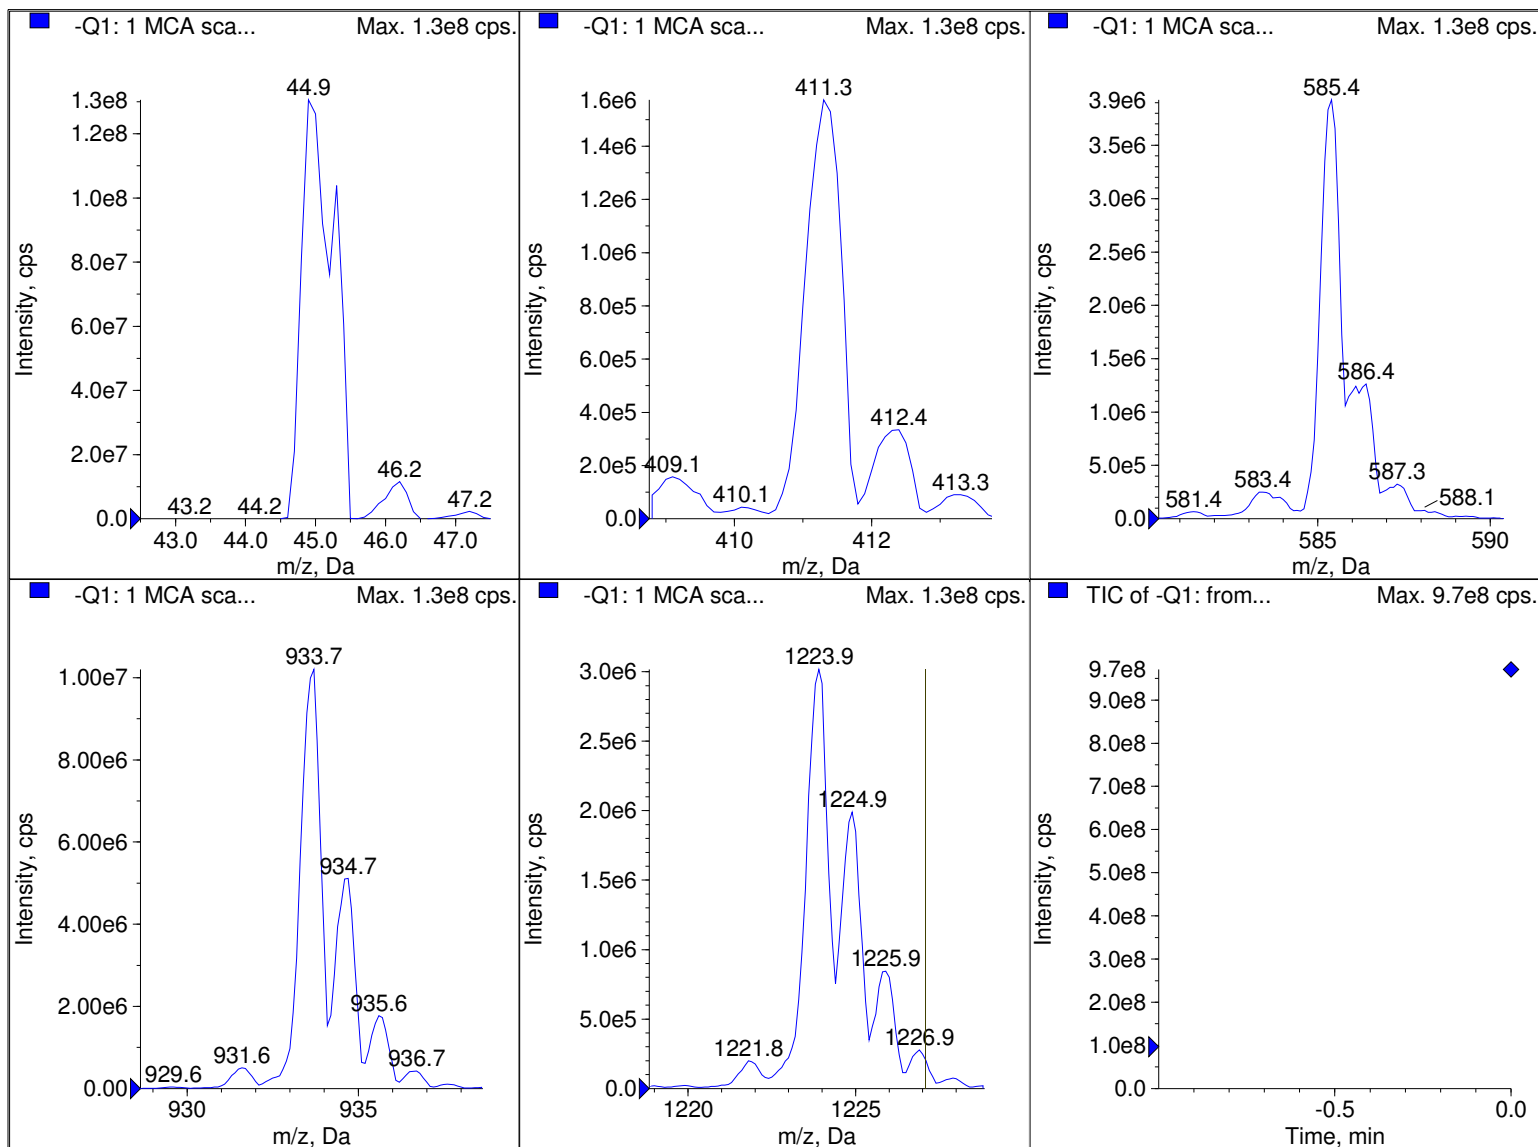 -Q1: 1 MCA sca... Max. 1.3e8 cps.
44.9
1.3e8
1.2e8
1.0e8
8.0e7
6.0e7
4.0e7
2.0e7
0.0
43.2 44.2 46.2 47.2
43.0 44.0 45.0 46.0 47.0
m/z, Da
Intensity, cps
-Q1: 1 MCA sca... Max. 1.3e8 cps.
411.3
1.6e6
1.4e6
1.2e6
1.0e6
8.0e5
6.0e5
4.0e5
2.0e5
0.0
409.1 410.1 412.4 413.3
410 412
m/z, Da
Intensity, cps
-Q1: 1 MCA sca... Max. 1.3e8 cps.
585.4
3.9e6
3.5e6
3.0e6
2.5e6
2.0e6
1.5e6
1.0e6
5.0e5
0.0
581.4 583.4 586.4 587.3 588.1
585 590
m/z, Da
Intensity, cps
-Q1: 1 MCA sca... Max. 1.3e8 cps.
933.7
1.00e7
8.00e6
6.00e6
4.00e6
2.00e6
0.00
929.6 931.6 934.7 935.6 936.7
930 935
m/z, Da
Intensity, cps
-Q1: 1 MCA sca... Max. 1.3e8 cps.
1223.9
3.0e6
2.5e6
2.0e6
1.5e6
1.0e6
5.0e5
0.0
1221.8 1224.9 1225.9 1226.9
1220 1225
m/z, Da
Intensity, cps
TIC of -Q1: from... Max. 9.7e8 cps.
9.7e8
9.0e8
8.0e8
7.0e8
6.0e8
5.0e8
4.0e8
3.0e8
2.0e8
1.0e8
0.0
-0.5 0.0
Time, min
Intensity, cps